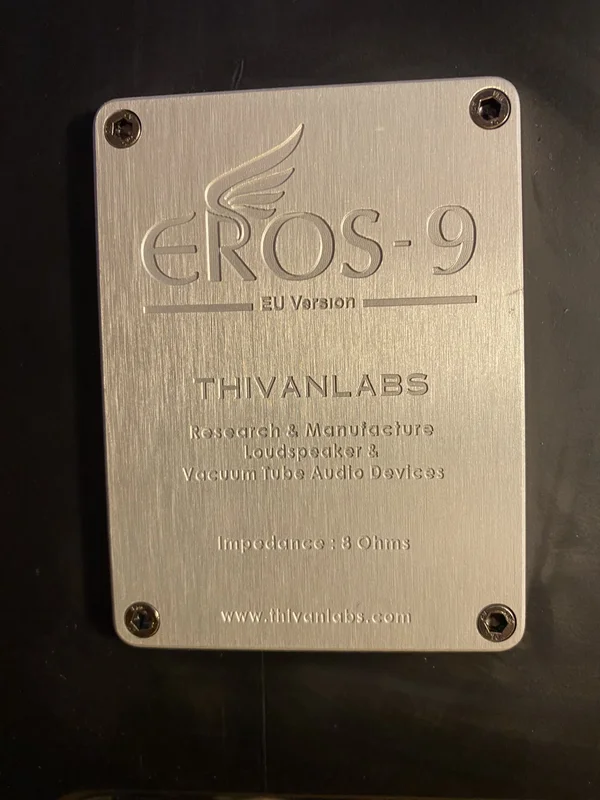 EROS-9
EU Version
THIVANLABS
Research & Manufacture
Loudspeaker &
Vacuum Tube Audio Devices
Impedance : 8 Ohms
www.thivanlabs.com